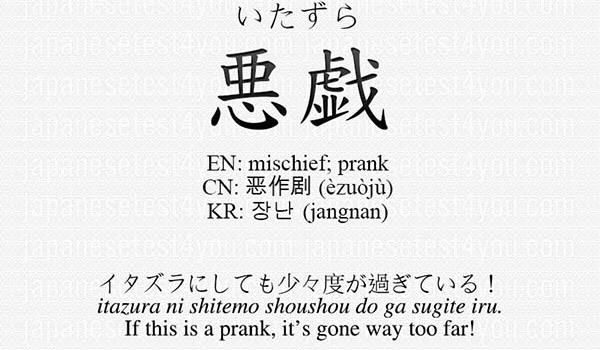 いたずら
悪戯
EN: mischief; prank
CN: 恶作剧 (èzuòjù)
KR: 장난 (jangnan)
イタズラにしても少々度が過ぎている！
itazura ni shitemo shoushou do ga sugite iru.
If this is a prank, it's gone way too far!